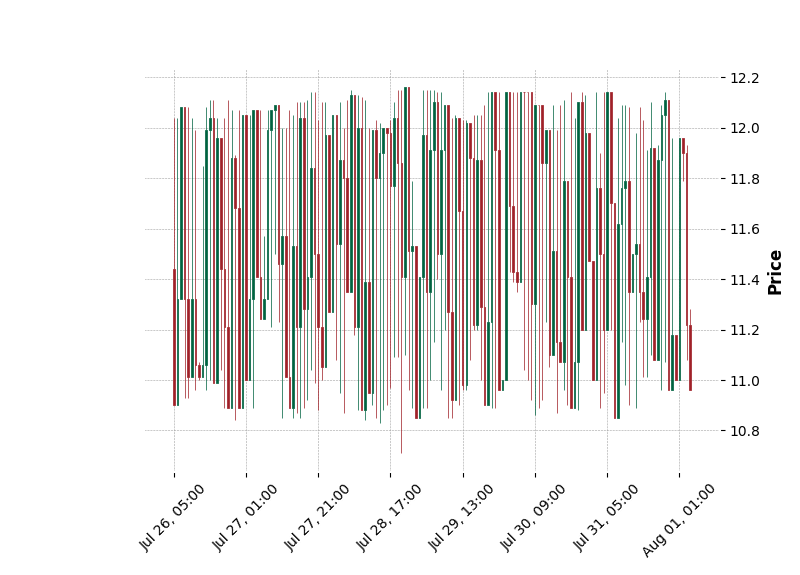 12.2
12.0
11.8
11.6
11.4
11.2
11.0
10.8
Price
Jul 26, 05:00
Jul 27, 01:00
Jul 27, 21:00
Jul 28, 17:00
Jul 29, 13:00
Jul 30, 09:00
Jul 31, 05:00
Aug 01, 01:00